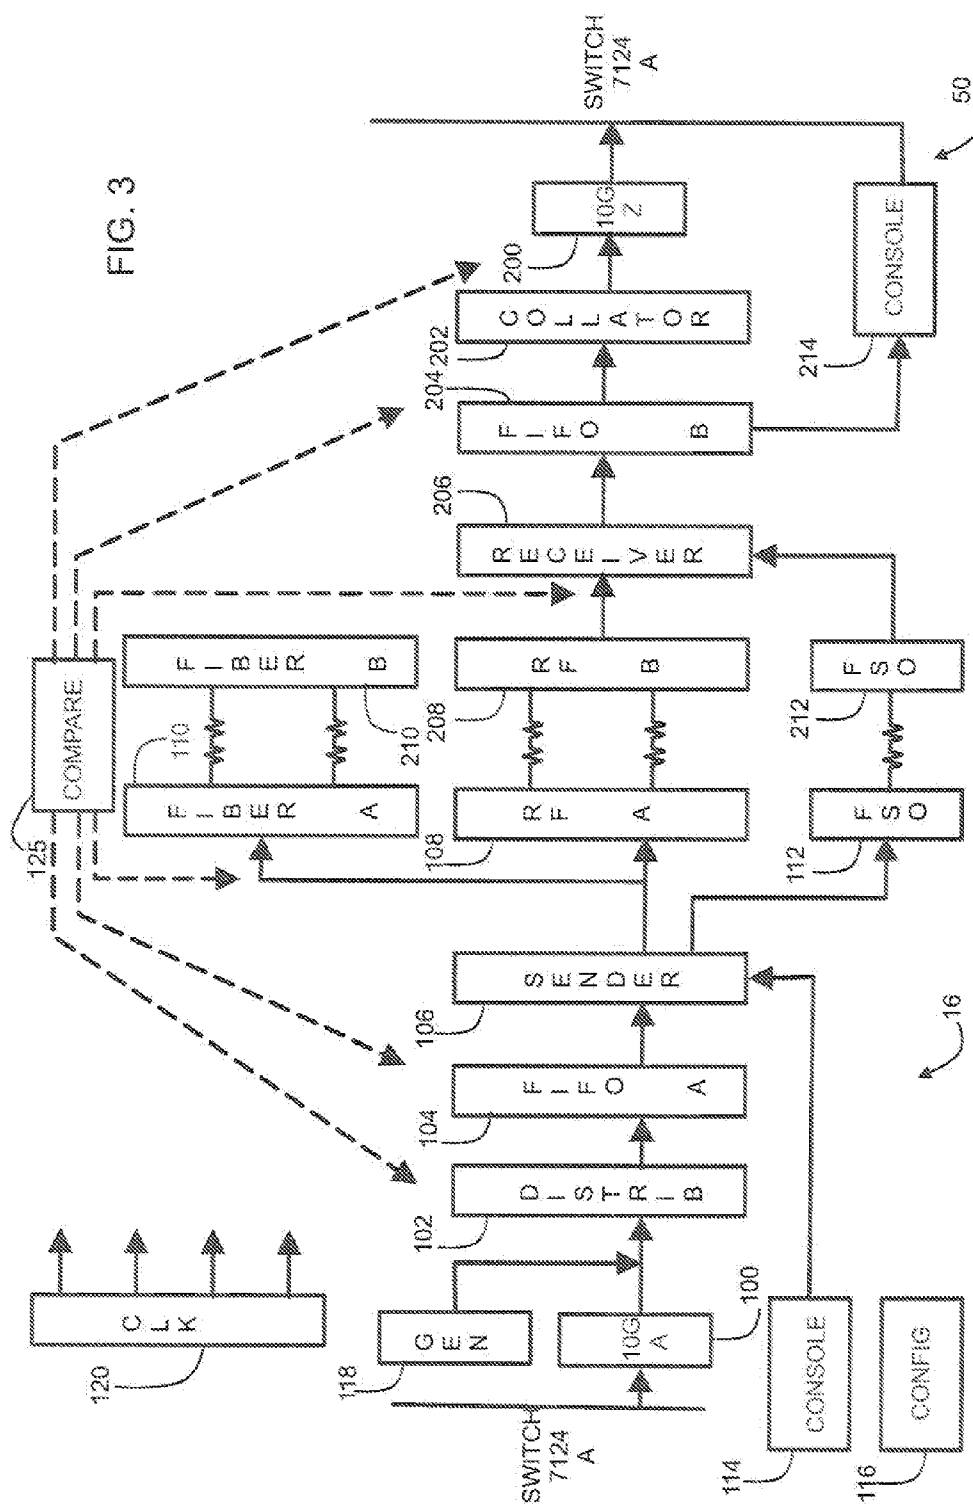 FIG. 3
SWITCH
7124
A
50
10G
Z
200
COLLATOR
202
FIFO B
204
CONSOLE
214
RECEIVER
206
COMPARE
125
FIBER B
210
RF B
208
FSO
212
FIBER A
110
RF A
108
FSO
112
SENDER
106
FIFO A
104
DISTRIB
102
16
CLK
120
GEN
118
10G
A
100
SWITCH
7124
A
CONSOLE
114
CONFIG
116